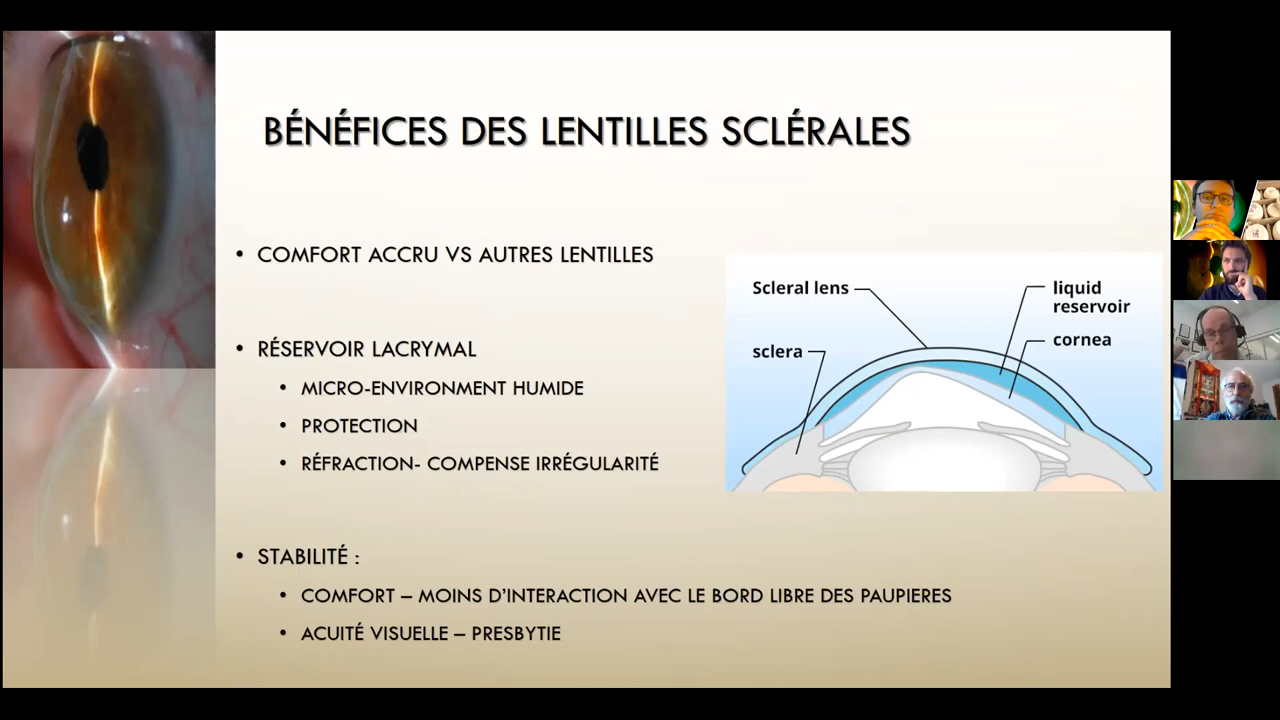 BÉNÉFICES DES LENTILLES SCLÉRALES
• COMFORT ACCRU VS AUTRES LENTILLES
• RÉSERVOIR LACRYMAL
• MICRO-ENVIRONMENT HUMIDE
• PROTECTION
• RÉFRACTION- COMPENSE IRRÉGULARITÉ
• STABILITÉ :
• COMFORT – MOINS D'INTERACTION AVEC LE BORD LIBRE DES PAUPIERES
• ACUITÉ VISUELLE – PRESBYTIE
Scleral lens
sclera
liquid
reservoir
cornea